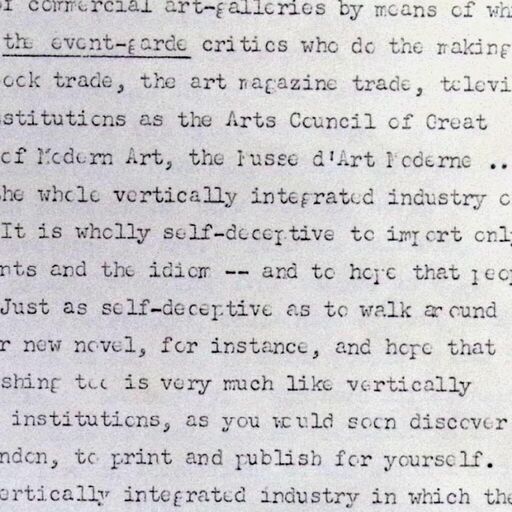 of commercial art-galleries by means of wh
the event-garde critics who do the making
ook trade, the art magazine trade, televi
stitutions as the Arts Council of Great
of Modern Art, the Musse d'Art Moderne ..
he whole vertically integrated industry o
It is wholly self-deceptive to import only
nts and the idiom -- and to hope that peop
Just as self-deceptive as to walk around
r new novel, for instance, and hope that
shing too is very much like vertically
institutions, as you would soon discover
ndon, to print and publish for yourself.
ertically integrated industry in which the